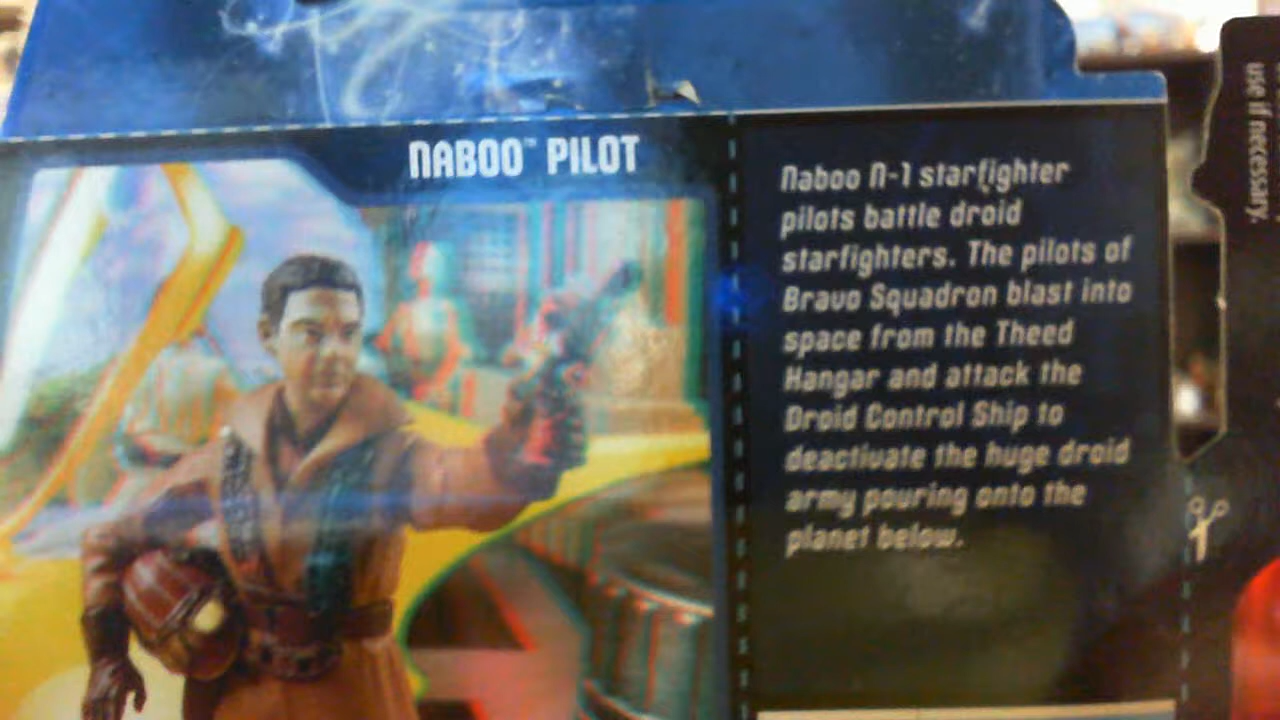 NABOO™ PILOT
Naboo N-1 starfighter
pilots battle droid
starfighters. The pilots of
Bravo Squadron blast into
space from the Theed
Hangar and attack the
Droid Control Ship to
deactivate the huge droid
army pouring onto the
planet below.
use if necessary.